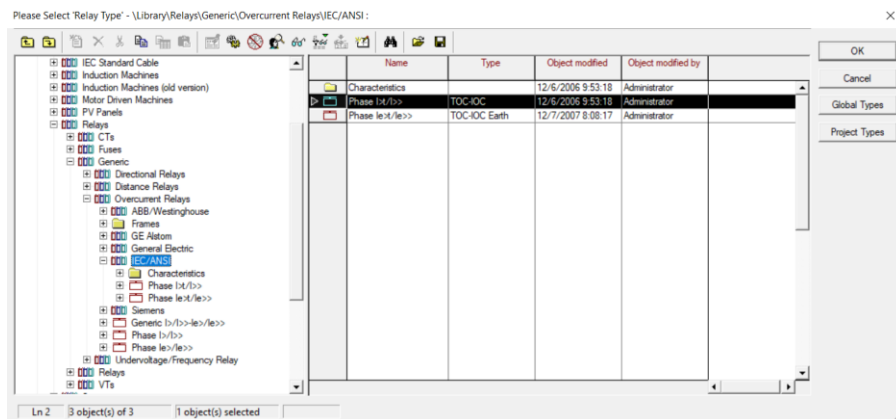 Please Select 'Relay Type' - \Library\Relays\Generic\Overcurrent Relays\IEC/ANSI :
OK
Cancel
Global Types
Project Types
IEC Standard Cable
Induction Machines
Induction Machines (old version)
Motor Driven Machines
PV Panels
Relays
CTs
Fuses
Generic
Directional Relays
Distance Relays
Overcurrent Relays
ABB/Westinghouse
Frames
GE Alstom
General Electric
IEC/ANSI
Characteristics
Phase I>t/I>>
Phase Ie>t/Ie>>
Siemens
Generic I>/I>>-Ie>/Ie>>
Phase I>/I>>
Phase Ie>/Ie>>
Undervoltage/Frequency Relay
Relays
VTs
Name Type Object modified Object modified by
Characteristics 12/6/2006 9:53:18 Administrator
Phase I>t/I>> TOC-IOC 12/6/2006 9:53:18 Administrator
Phase Ie>t/Ie>> TOC-IOC Earth 12/7/2007 8:08:17 Administrator
Ln 2 3 object(s) of 3 1 object(s) selected